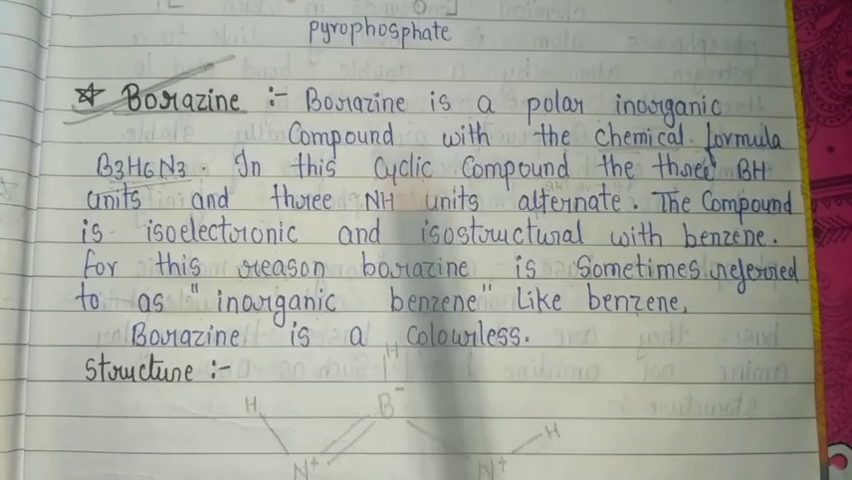 pyrophosphate
☆ Borazine :- Borazine is a polar inorganic
Compound with the chemical formula
B3H6N3. In this Cyclic Compound the three BH
units and three NH units alternate. The Compound
is isoelectronic and isostructural with benzene.
for this reason borazine is Sometimes referred
to as "inorganic benzene" Like benzene,
Borazine is a colourless.
Structure :-
H
B-
H
H
N+
N+